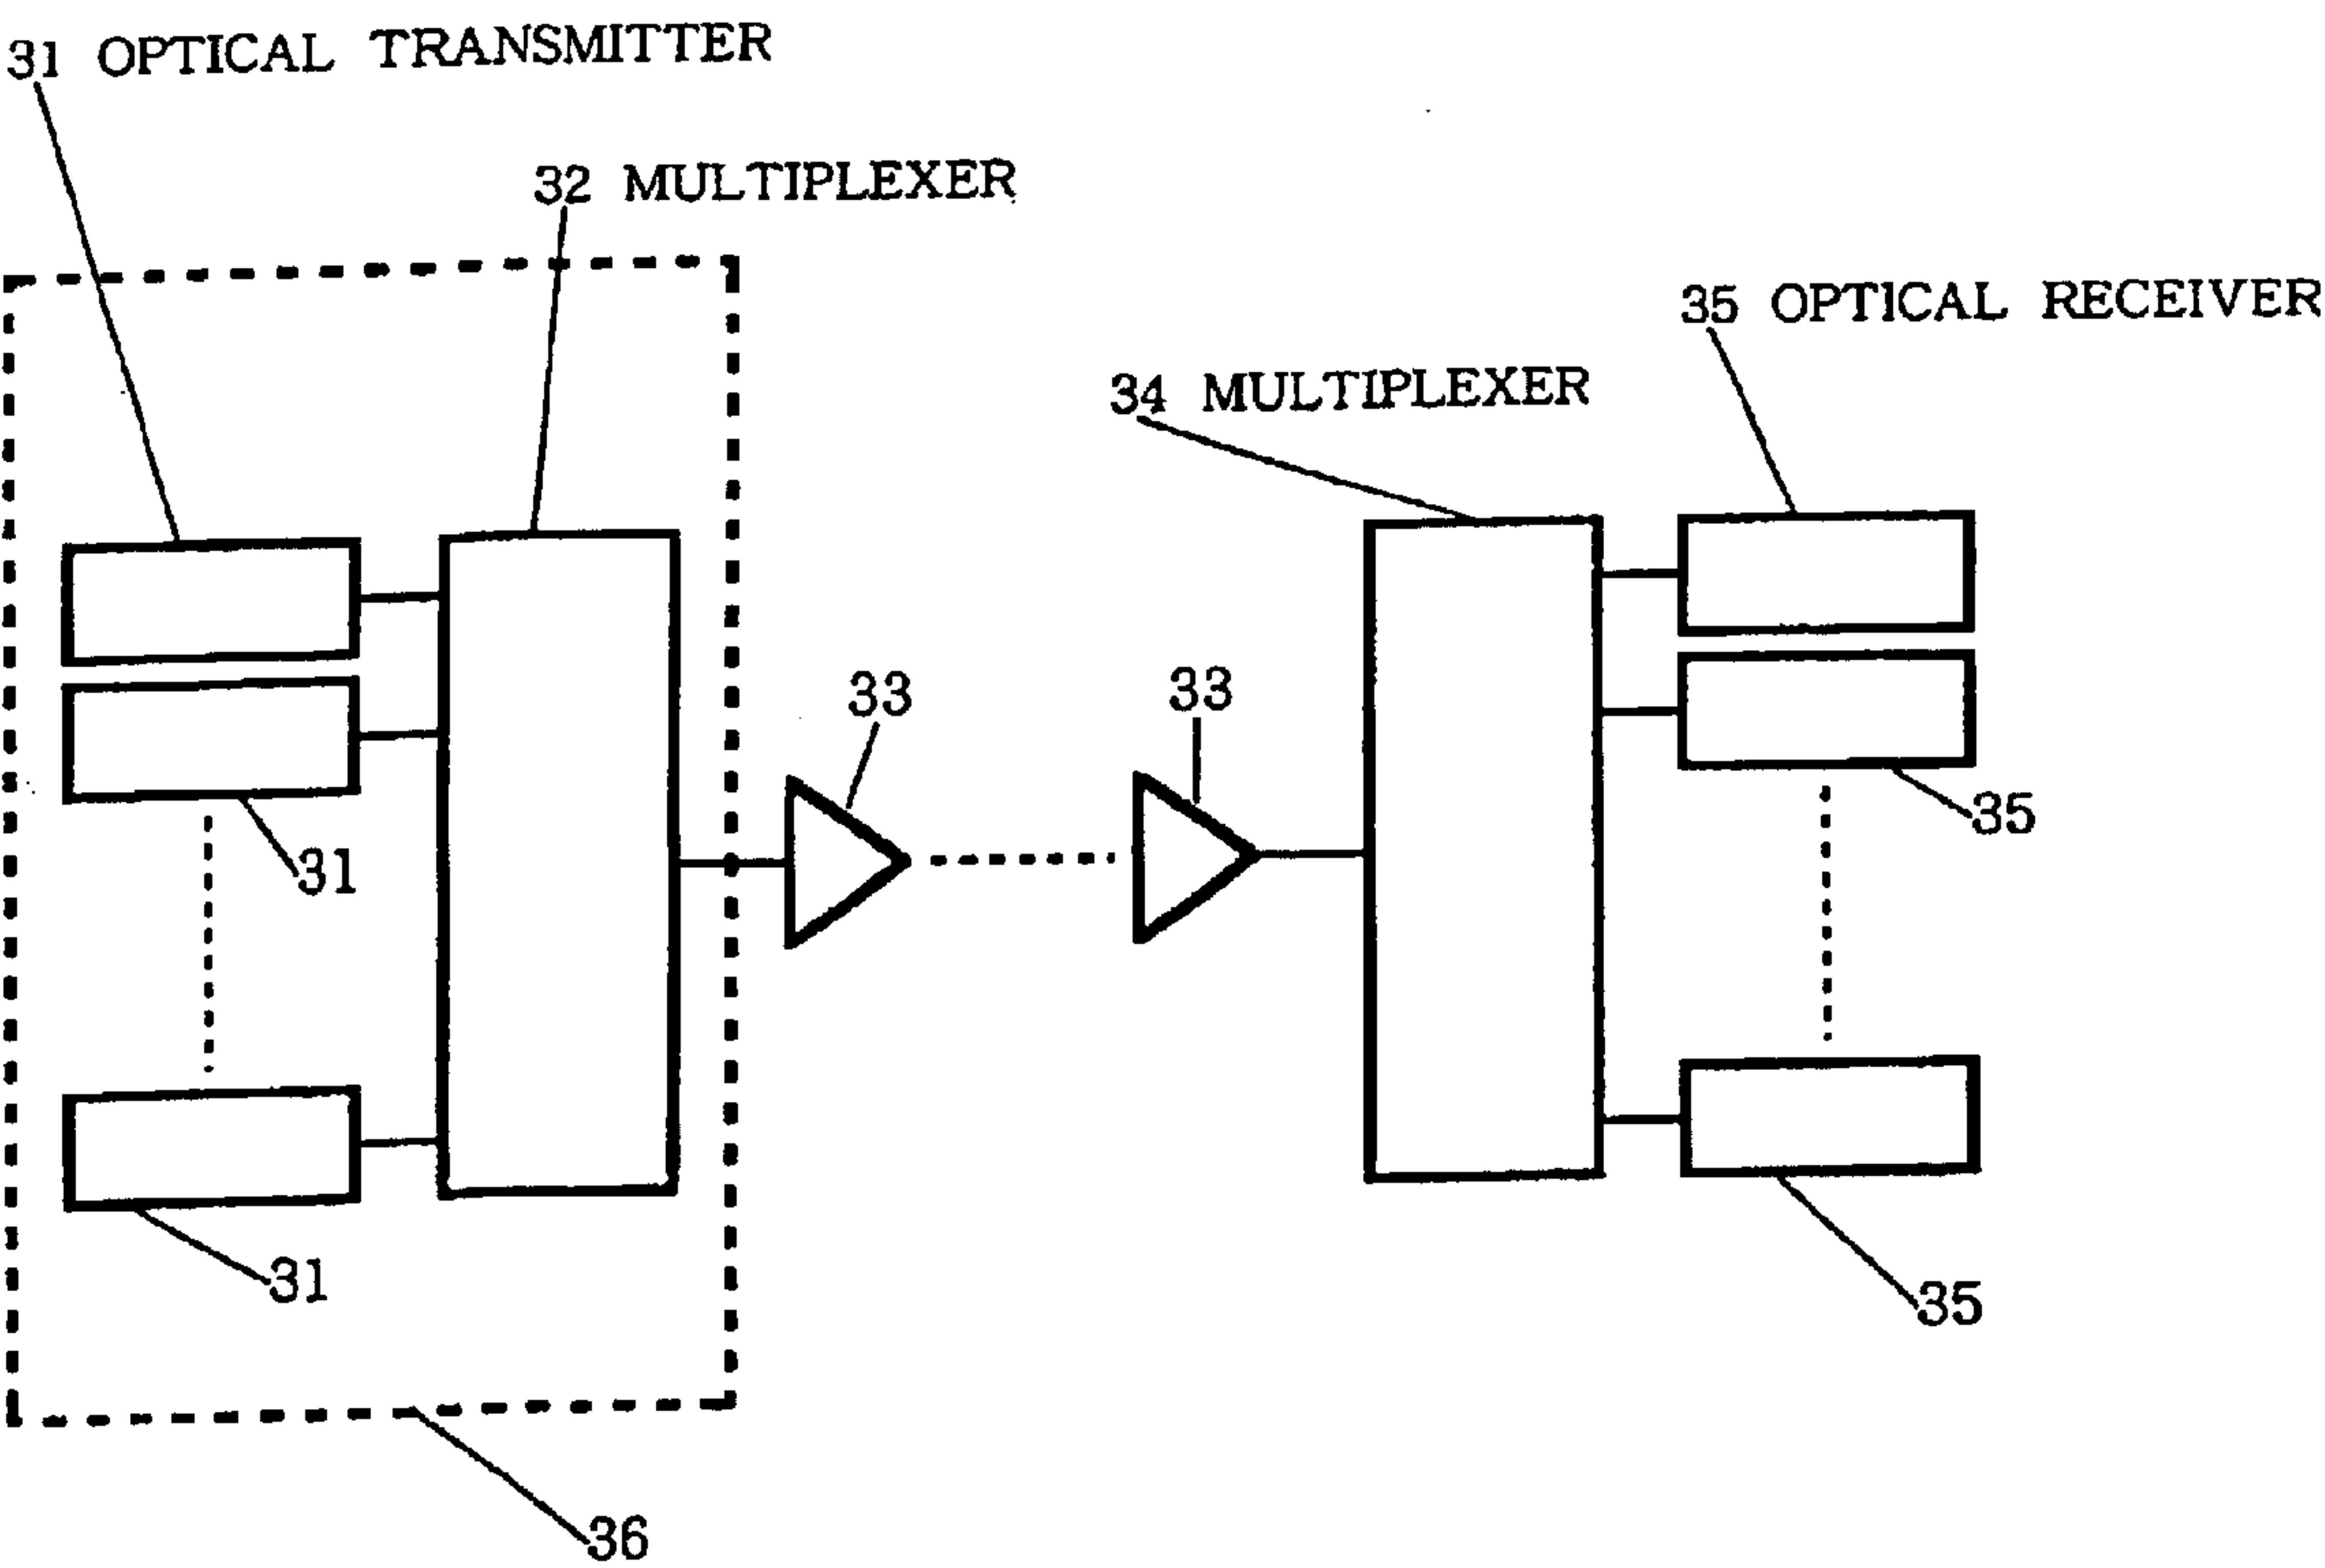 31 OPTICAL TRANSMITTER
32 MULTIPLEXER
35 OPTICAL RECEIVER
34 MULTIPLEXER
33
33
35
31
31
35
36